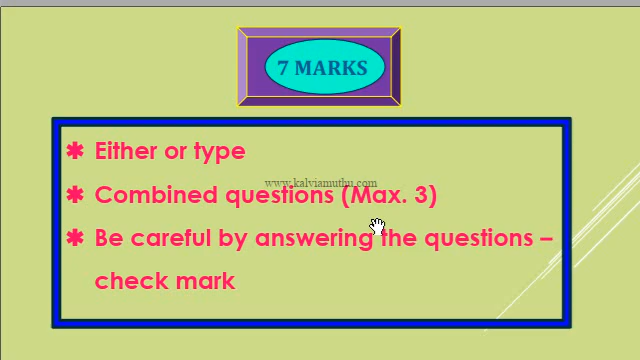 7 MARKS
✱ Either or type
www.kalviamuthu.com
✱ Combined questions (Max. 3)
✱ Be careful by answering the questions –
check mark